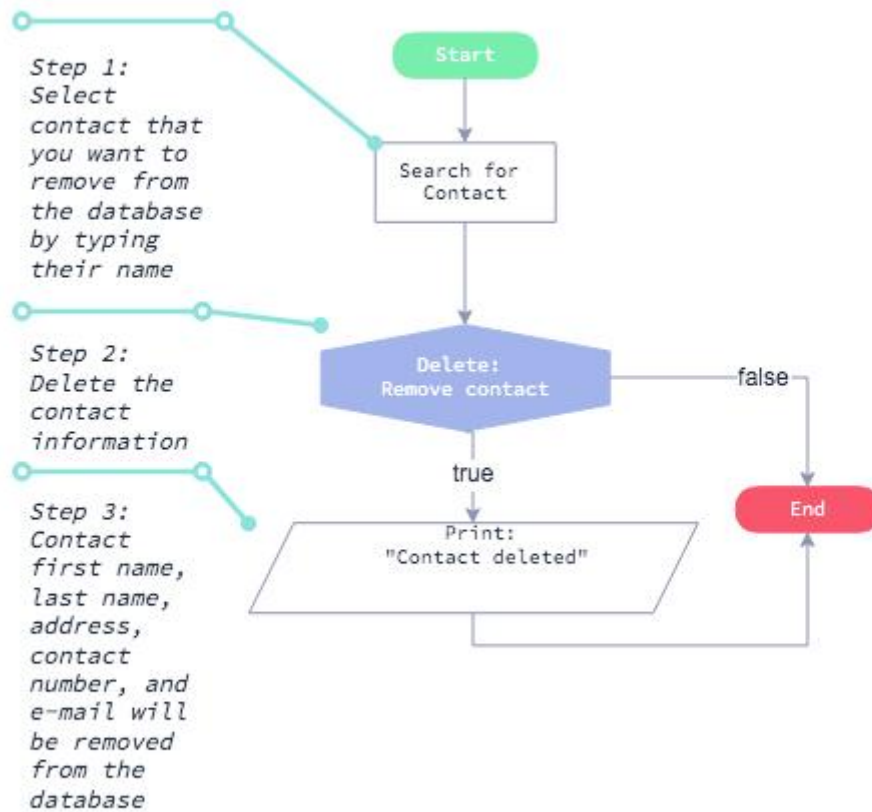 Step 1:
Select
contact that
you want to
remove from
the database
by typing
their name
Step 2:
Delete the
contact
information
Step 3:
Contact
first name,
last name,
address,
contact
number, and
e-mail will
be removed
from the
database
Start
Search for
Contact
Delete:
Remove contact
false
true
Print:
"Contact deleted"
End